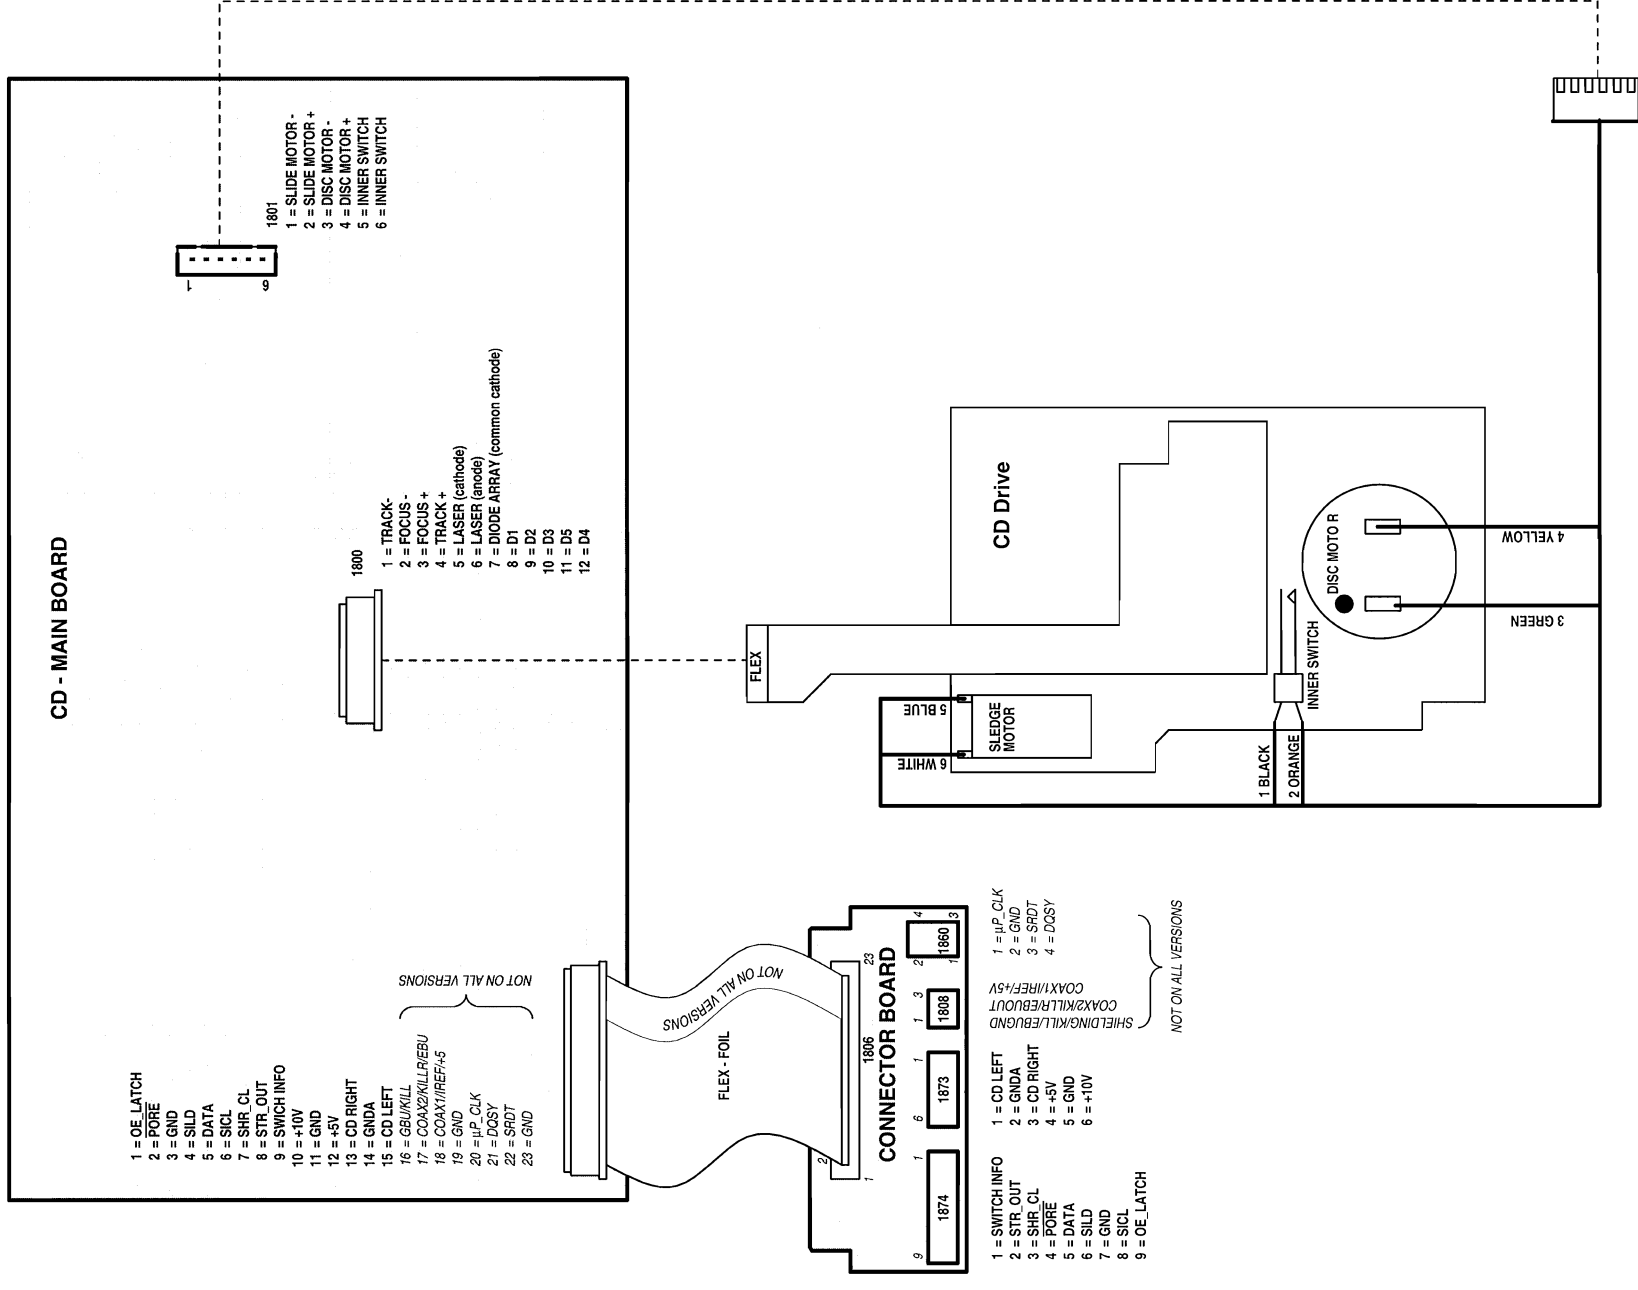 CD - MAIN BOARD
1
6
1801
1 = SLIDE MOTOR -
2 = SLIDE MOTOR +
3 = DISC MOTOR -
4 = DISC MOTOR +
5 = INNER SWITCH
6 = INNER SWITCH
1800
1 = TRACK-
2 = FOCUS -
3 = FOCUS +
4 = TRACK +
5 = LASER (cathode)
6 = LASER (anode)
7 = DIODE ARRAY (common cathode)
8 = D1
9 = D2
10 = D3
11 = D5
12 = D4
1 = OE_LATCH
2 = PORE
3 = GND
4 = SILD
5 = DATA
6 = SICL
7 = SHR_CL
8 = STR_OUT
9 = SWICH INFO
10 = +10V
11 = GND
12 = +5V
13 = CD RIGHT
14 = GNDA
15 = CD LEFT
16 = GBU/KILL
17 = COAX2/KILLR/EBU
18 = COAX1/IREF/+5
19 = GND
20 = µP_CLK
21 = DQSY
22 = SRDT
23 = GND
NOT ON ALL VERSIONS
FLEX - FOIL
NOT ON ALL VERSIONS
2
1
23
1806
CONNECTOR BOARD
9
1874
1
6
1873
1
1
1808
3
2
4
1860
1
3
1 = SWITCH INFO
2 = STR_OUT
3 = SHR_CL
4 = PORE
5 = DATA
6 = SILD
7 = GND
8 = SICL
9 = OE_LATCH
1 = CD LEFT
2 = GNDA
3 = CD RIGHT
4 = +5V
5 = GND
6 = +10V
COAX1/IREF/+5V
COAX2/KILLR/EBUOUT
SHIELDING/KILL/EBUGND
1 = µP_CLK
2 = GND
3 = SRDT
4 = DQSY
NOT ON ALL VERSIONS
FLEX
CD Drive
5 BLUE
6 WHITE
SLEDGE
MOTOR
INNER SWITCH
1 BLACK
2 ORANGE
DISC MOTO R
4 YELLOW
3 GREEN